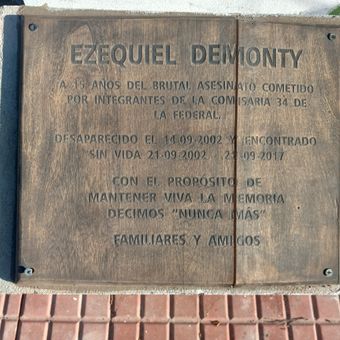 EZEQUIEL DEMONTY
A 15 AÑOS DEL BRUTAL ASESINATO COMETIDO
POR INTEGRANTES DE LA COMISARIA 34 DE
LA FEDERAL.
DESAPARECIDO EL 14-09-2002 Y ENCONTRADO
SIN VIDA 21-09-2002 - 21-09-2017
CON EL PROPÓSITO DE
MANTENER VIVA LA MEMORIA
DECIMOS "NUNCA MÁS"
FAMILIARES Y AMIGOS